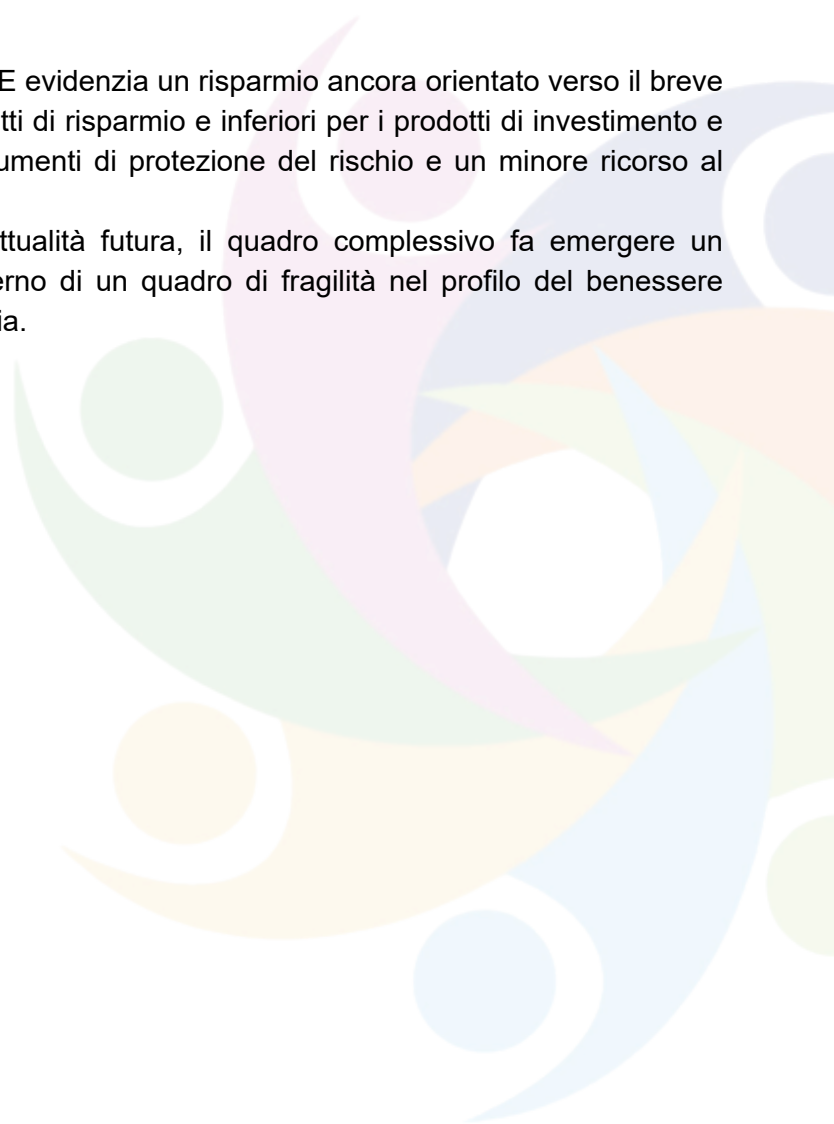 E evidenzia un risparmio ancora orientato verso il breve
tti di risparmio e inferiori per i prodotti di investimento e
umenti di protezione del rischio e un minore ricorso al
ttualità futura, il quadro complessivo fa emergere un
erno di un quadro di fragilità nel profilo del benessere
ia.